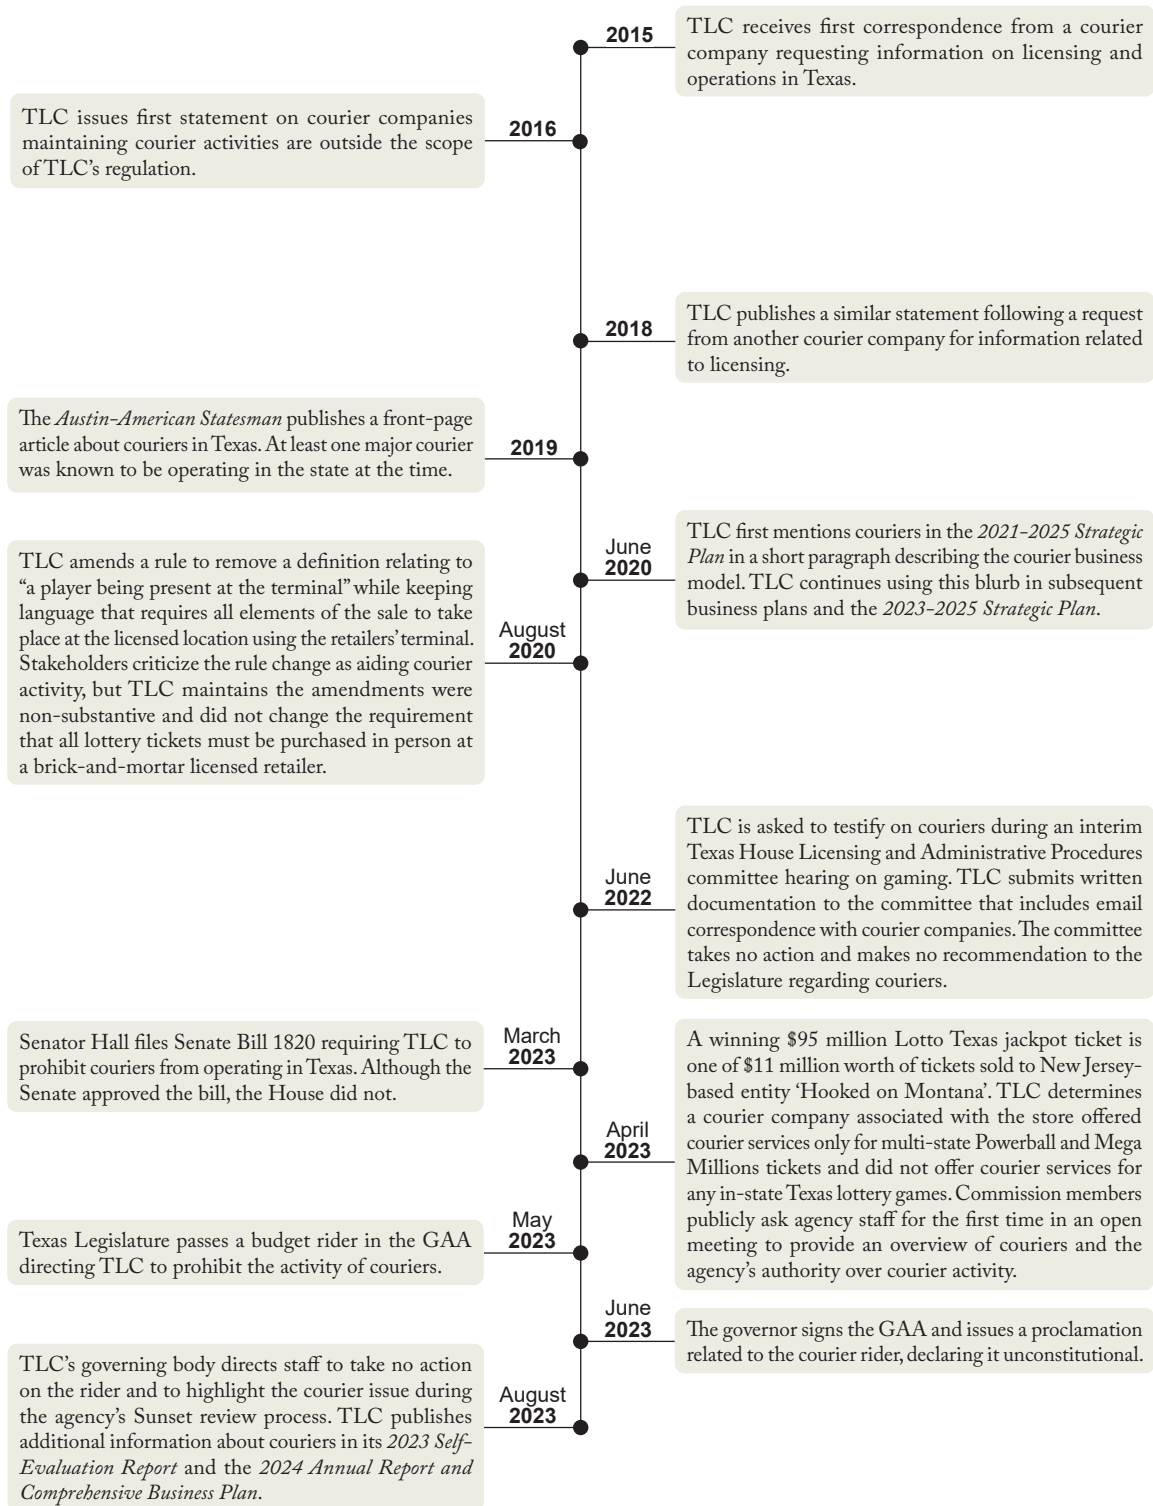 2015
TLC receives first correspondence from a courier
company requesting information on licensing and
operations in Texas.
TLC issues first statement on courier companies
maintaining courier activities are outside the scope
of TLC's regulation.
2016
2018
TLC publishes a similar statement following a request
from another courier company for information related
to licensing.
The Austin-American Statesman publishes a front-page
article about couriers in Texas. At least one major courier
was known to be operating in the state at the time.
2019
June
2020
TLC first mentions couriers in the 2021-2025 Strategic
Plan in a short paragraph describing the courier business
model. TLC continues using this blurb in subsequent
business plans and the 2023-2025 Strategic Plan.
TLC amends a rule to remove a definition relating to
“a player being present at the terminal” while keeping
language that requires all elements of the sale to take
place at the licensed location using the retailers' terminal.
Stakeholders criticize the rule change as aiding courier
activity, but TLC maintains the amendments were
non-substantive and did not change the requirement
that all lottery tickets must be purchased in person at
a brick-and-mortar licensed retailer.
August
2020
June
2022
TLC is asked to testify on couriers during an interim
Texas House Licensing and Administrative Procedures
committee hearing on gaming. TLC submits written
documentation to the committee that includes email
correspondence with courier companies. The committee
takes no action and makes no recommendation to the
Legislature regarding couriers.
Senator Hall files Senate Bill 1820 requiring TLC to
prohibit couriers from operating in Texas. Although the
Senate approved the bill, the House did not.
March
2023
April
2023
A winning $95 million Lotto Texas jackpot ticket is
one of $11 million worth of tickets sold to New Jersey-
based entity ‘Hooked on Montana’. TLC determines
a courier company associated with the store offered
courier services only for multi-state Powerball and Mega
Millions tickets and did not offer courier services for
any in-state Texas lottery games. Commission members
publicly ask agency staff for the first time in an open
meeting to provide an overview of couriers and the
agency's authority over courier activity.
Texas Legislature passes a budget rider in the GAA
directing TLC to prohibit the activity of couriers.
May
2023
June
2023
The governor signs the GAA and issues a proclamation
related to the courier rider, declaring it unconstitutional.
TLC's governing body directs staff to take no action
on the rider and to highlight the courier issue during
the agency's Sunset review process. TLC publishes
additional information about couriers in its 2023 Self-
Evaluation Report and the 2024 Annual Report and
Comprehensive Business Plan.
August
2023